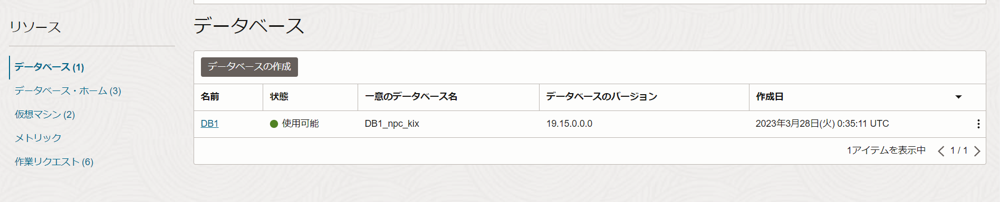 リソース
データベース (1)
データベース・ホーム (3)
仮想マシン (2)
メトリック
作業リクエスト (6)
データベース
データベースの作成
名前 状態 一意のデータベース名 データベースのバージョン 作成日
DB1 使用可能 DB1_npc_kix 19.15.0.0.0 2023年3月28日(火) 0:35:11 UTC
1アイテムを表示中 1 / 1